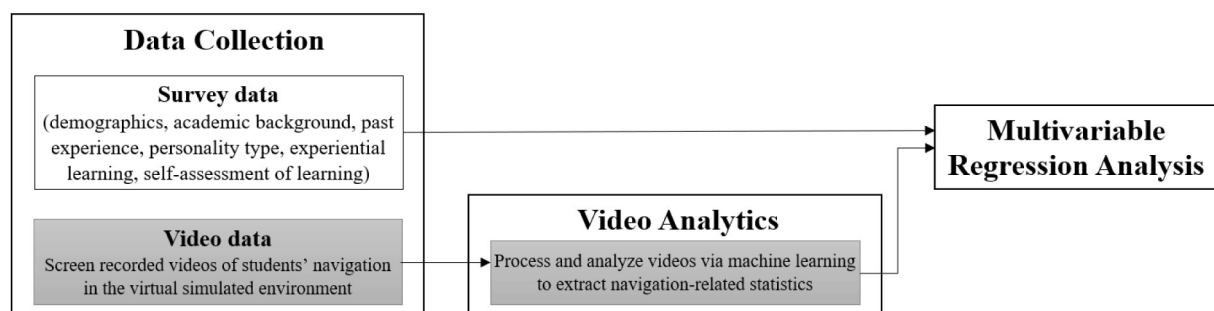 Data Collection
Survey data
(demographics, academic background, past
experience, personality type, experiential
learning, self-assessment of learning)
Video data
Screen recorded videos of students’ navigation
in the virtual simulated environment
Video Analytics
Process and analyze videos via machine learning
to extract navigation-related statistics
Multivariable
Regression Analysis